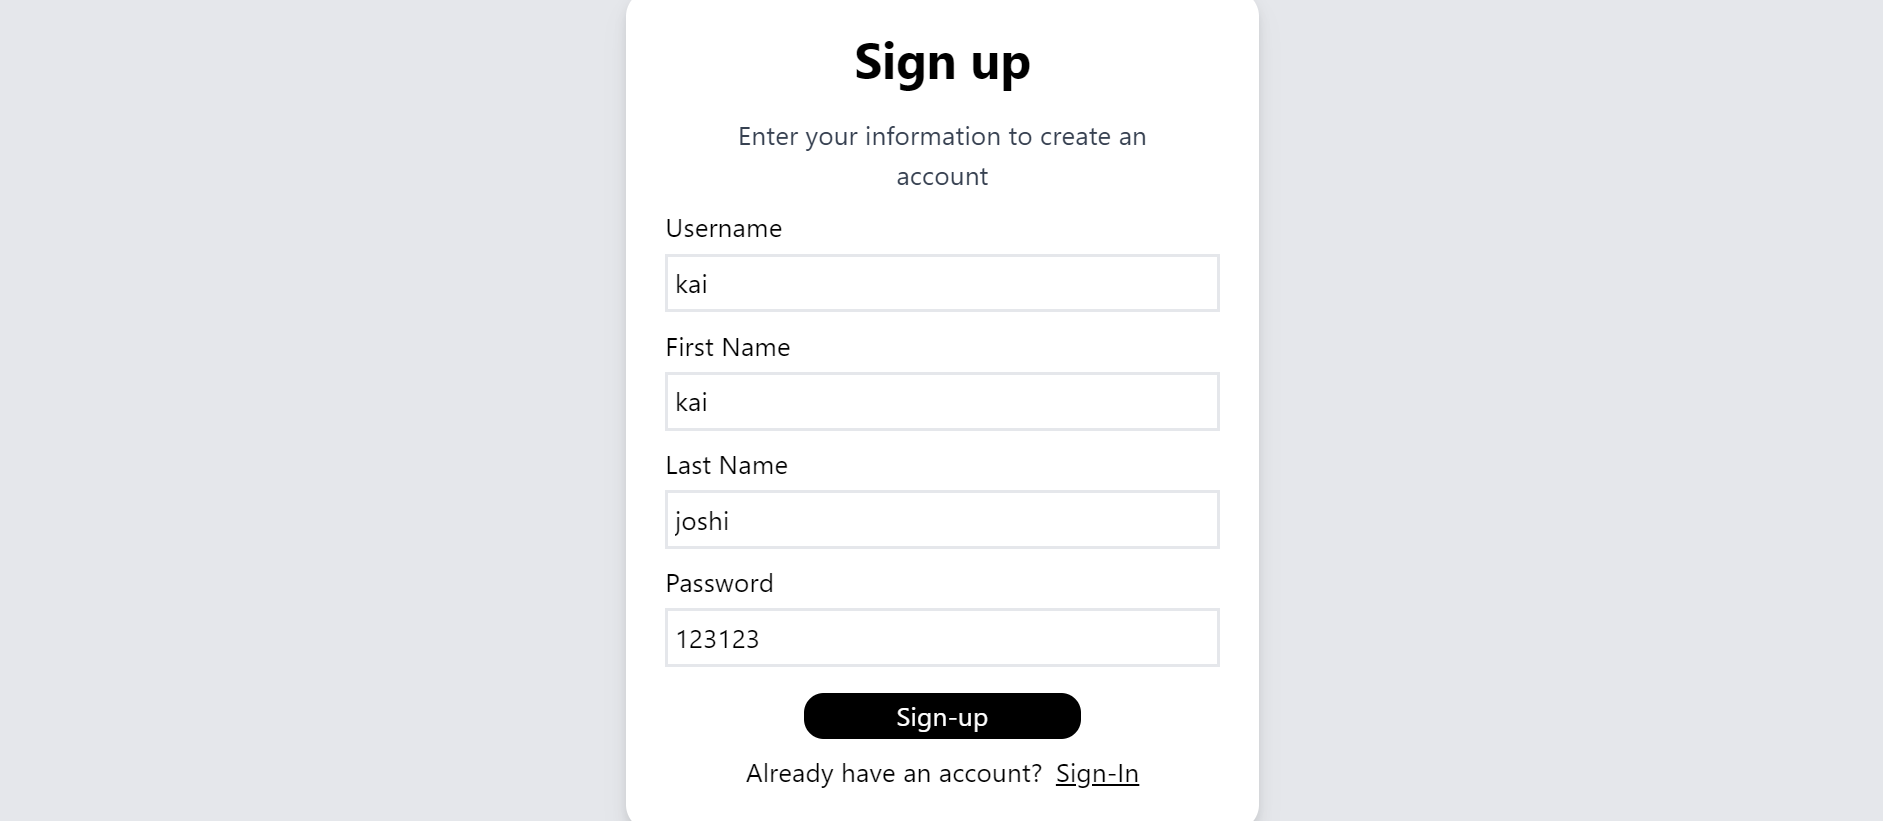 Sign up
Enter your information to create an
account
Username
kai
First Name
kai
Last Name
joshi
Password
123123
Sign-up
Already have an account? Sign-In